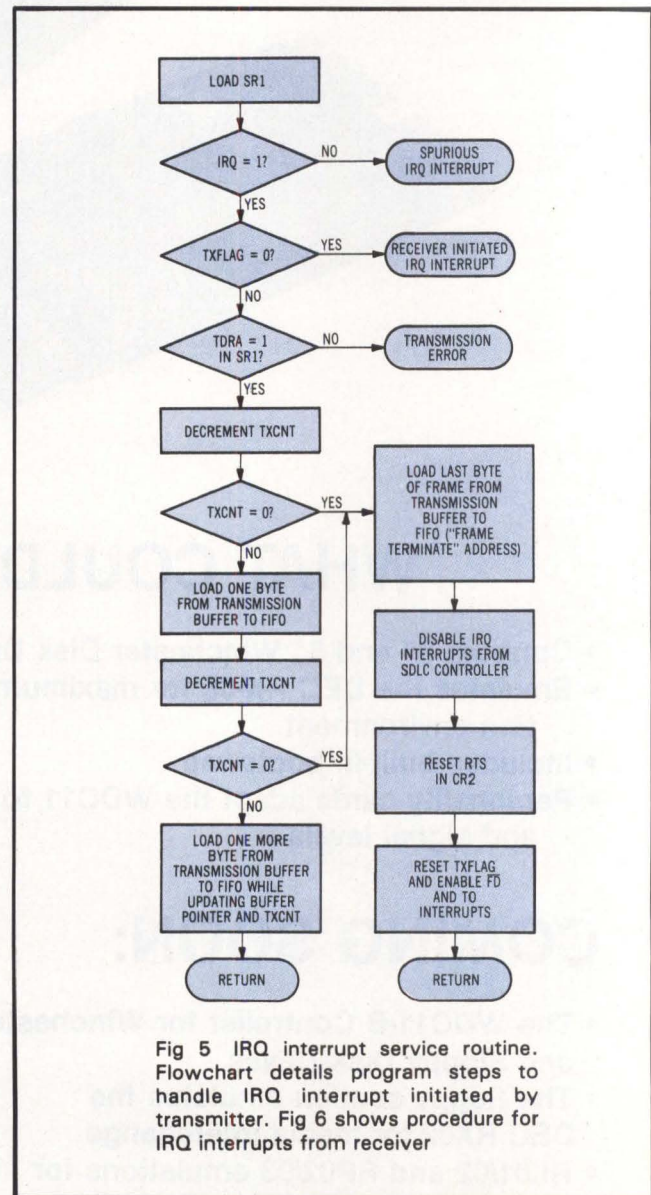 LOAD SR1
IRQ = 1?
NO
SPURIOUS
IRQ INTERRUPT
YES
TXFLAG = 0?
YES
RECEIVER INITIATED
IRQ INTERRUPT
NO
TDRA = 1
IN SR1?
NO
TRANSMISSION
ERROR
YES
DECREMENT TXCNT
TXCNT = 0?
YES
NO
LOAD ONE BYTE
FROM TRANSMISSION
BUFFER TO FIFO
DECREMENT TXCNT
TXCNT = 0?
YES
NO
LOAD ONE MORE
BYTE FROM
TRANSMISSION BUFFER
TO FIFO WHILE
UPDATING BUFFER
POINTER AND TXCNT
RETURN
LOAD LAST BYTE
OF FRAME FROM
TRANSMISSION
BUFFER TO
FIFO ("FRAME
TERMINATE" ADDRESS)
DISABLE IRQ
INTERRUPTS FROM
SDLC CONTROLLER
RESET RTS
IN CR2
RESET TXFLAG
AND ENABLE FD
AND TO
INTERRUPTS
RETURN
Fig 5 IRQ interrupt service routine.
Flowchart details program steps to
handle IRQ interrupt initiated by
transmitter. Fig 6 shows procedure for
IRQ interrupts from receiver